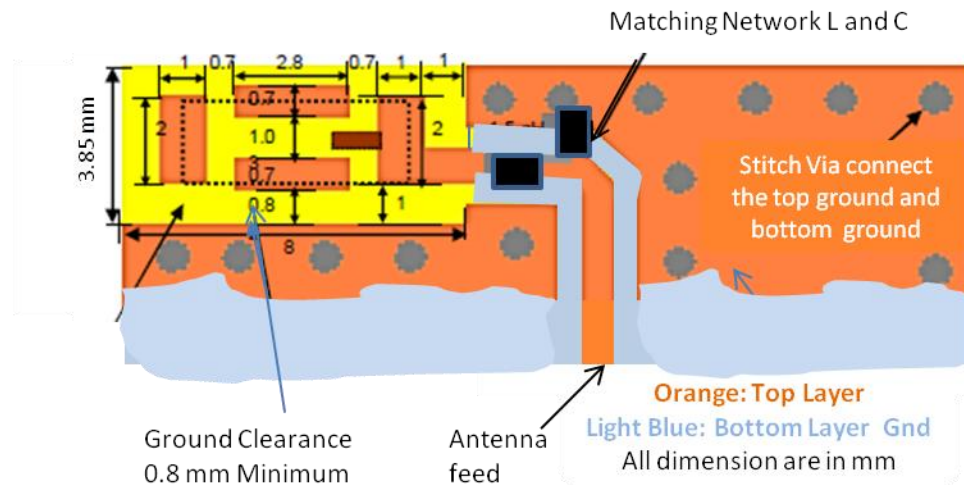 Matching Network L and C
1
0.7
2.8
0.7
1
1
3.85 mm
2
0.7
1.0
3
0.7
0.8
2
1
8
Stitch Via connect
the top ground and
bottom ground
Orange: Top Layer
Light Blue: Bottom Layer Gnd
All dimension are in mm
Ground Clearance
0.8 mm Minimum
Antenna
feed